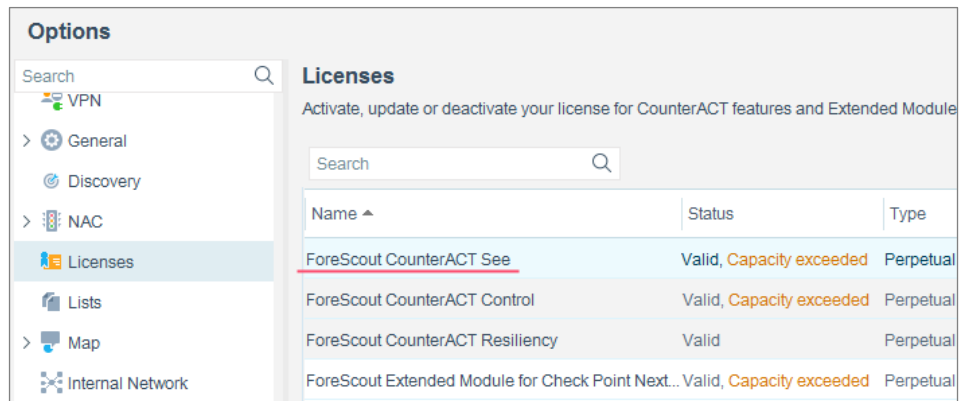 Options
Search
VPN
General
Discovery
NAC
Licenses
Lists
Map
Internal Network
Licenses
Activate, update or deactivate your license for CounterACT features and Extended Module
Search
Name Status Type
ForeScout CounterACT See Valid, Capacity exceeded Perpetual
ForeScout CounterACT Control Valid, Capacity exceeded Perpetual
ForeScout CounterACT Resiliency Valid Perpetual
ForeScout Extended Module for Check Point Next... Valid, Capacity exceeded Perpetual